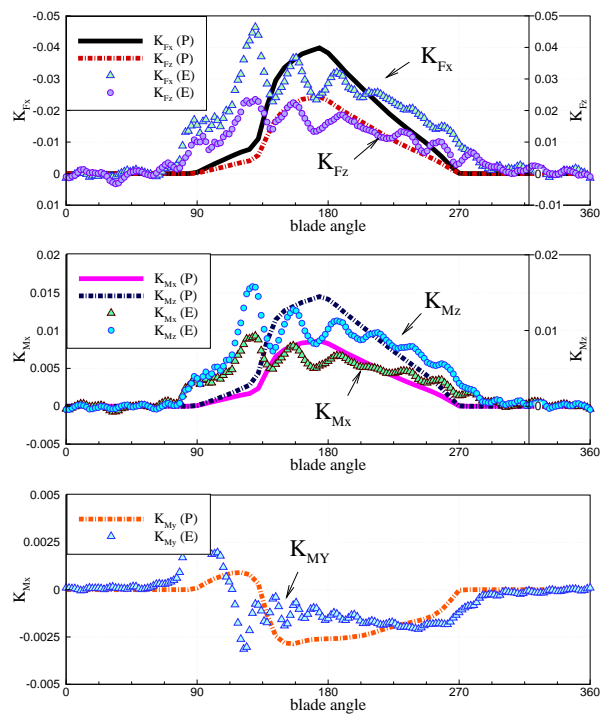 -0.05
-0.04
-0.03
-0.02
-0.01
0
0.01
K_Fx
K_Fx (P)
K_Fz (P)
K_Fx (E)
K_Fz (E)
K_Fx
K_Fz
0.05
0.04
0.03
0.02
0.01
0
-0.01
K_Fz
0 90 180 270 360
blade angle
0.02
0.015
0.01
0.005
0
-0.005
K_Mx
K_Mx (P)
K_Mz (P)
K_Mx (E)
K_Mz (E)
K_Mz
K_Mx
0.02
0.01
0
K_Mz
0 90 180 270 360
blade angle
0.005
0.0025
0
-0.0025
-0.005
K_Mx
K_My (P)
K_My (E)
K_MY
0 90 180 270 360
blade angle